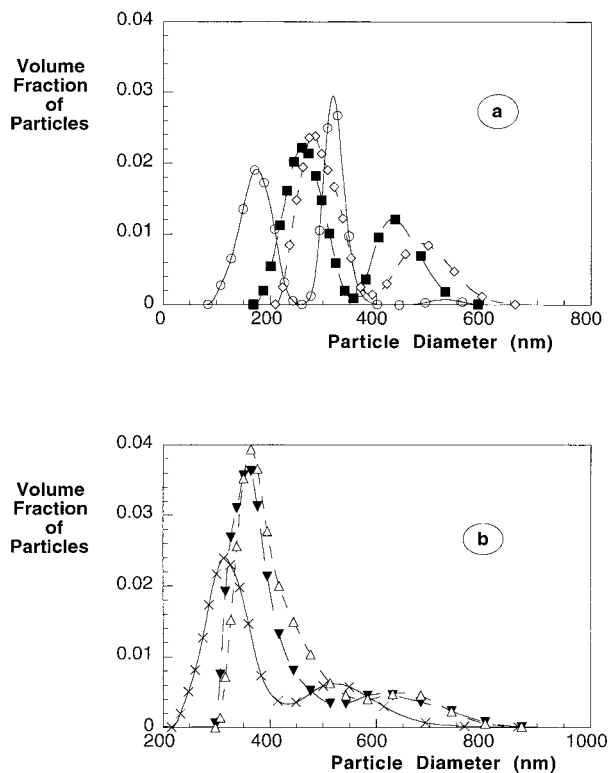 0.04
Volume
Fraction
of
Particles
0.03
0.02
0.01
0
a
0 200 400 600 800
Particle Diameter (nm)
0.04
Volume
Fraction
of
Particles
0.03
0.02
0.01
0
b
200 400 600 800 1000
Particle Diameter (nm)